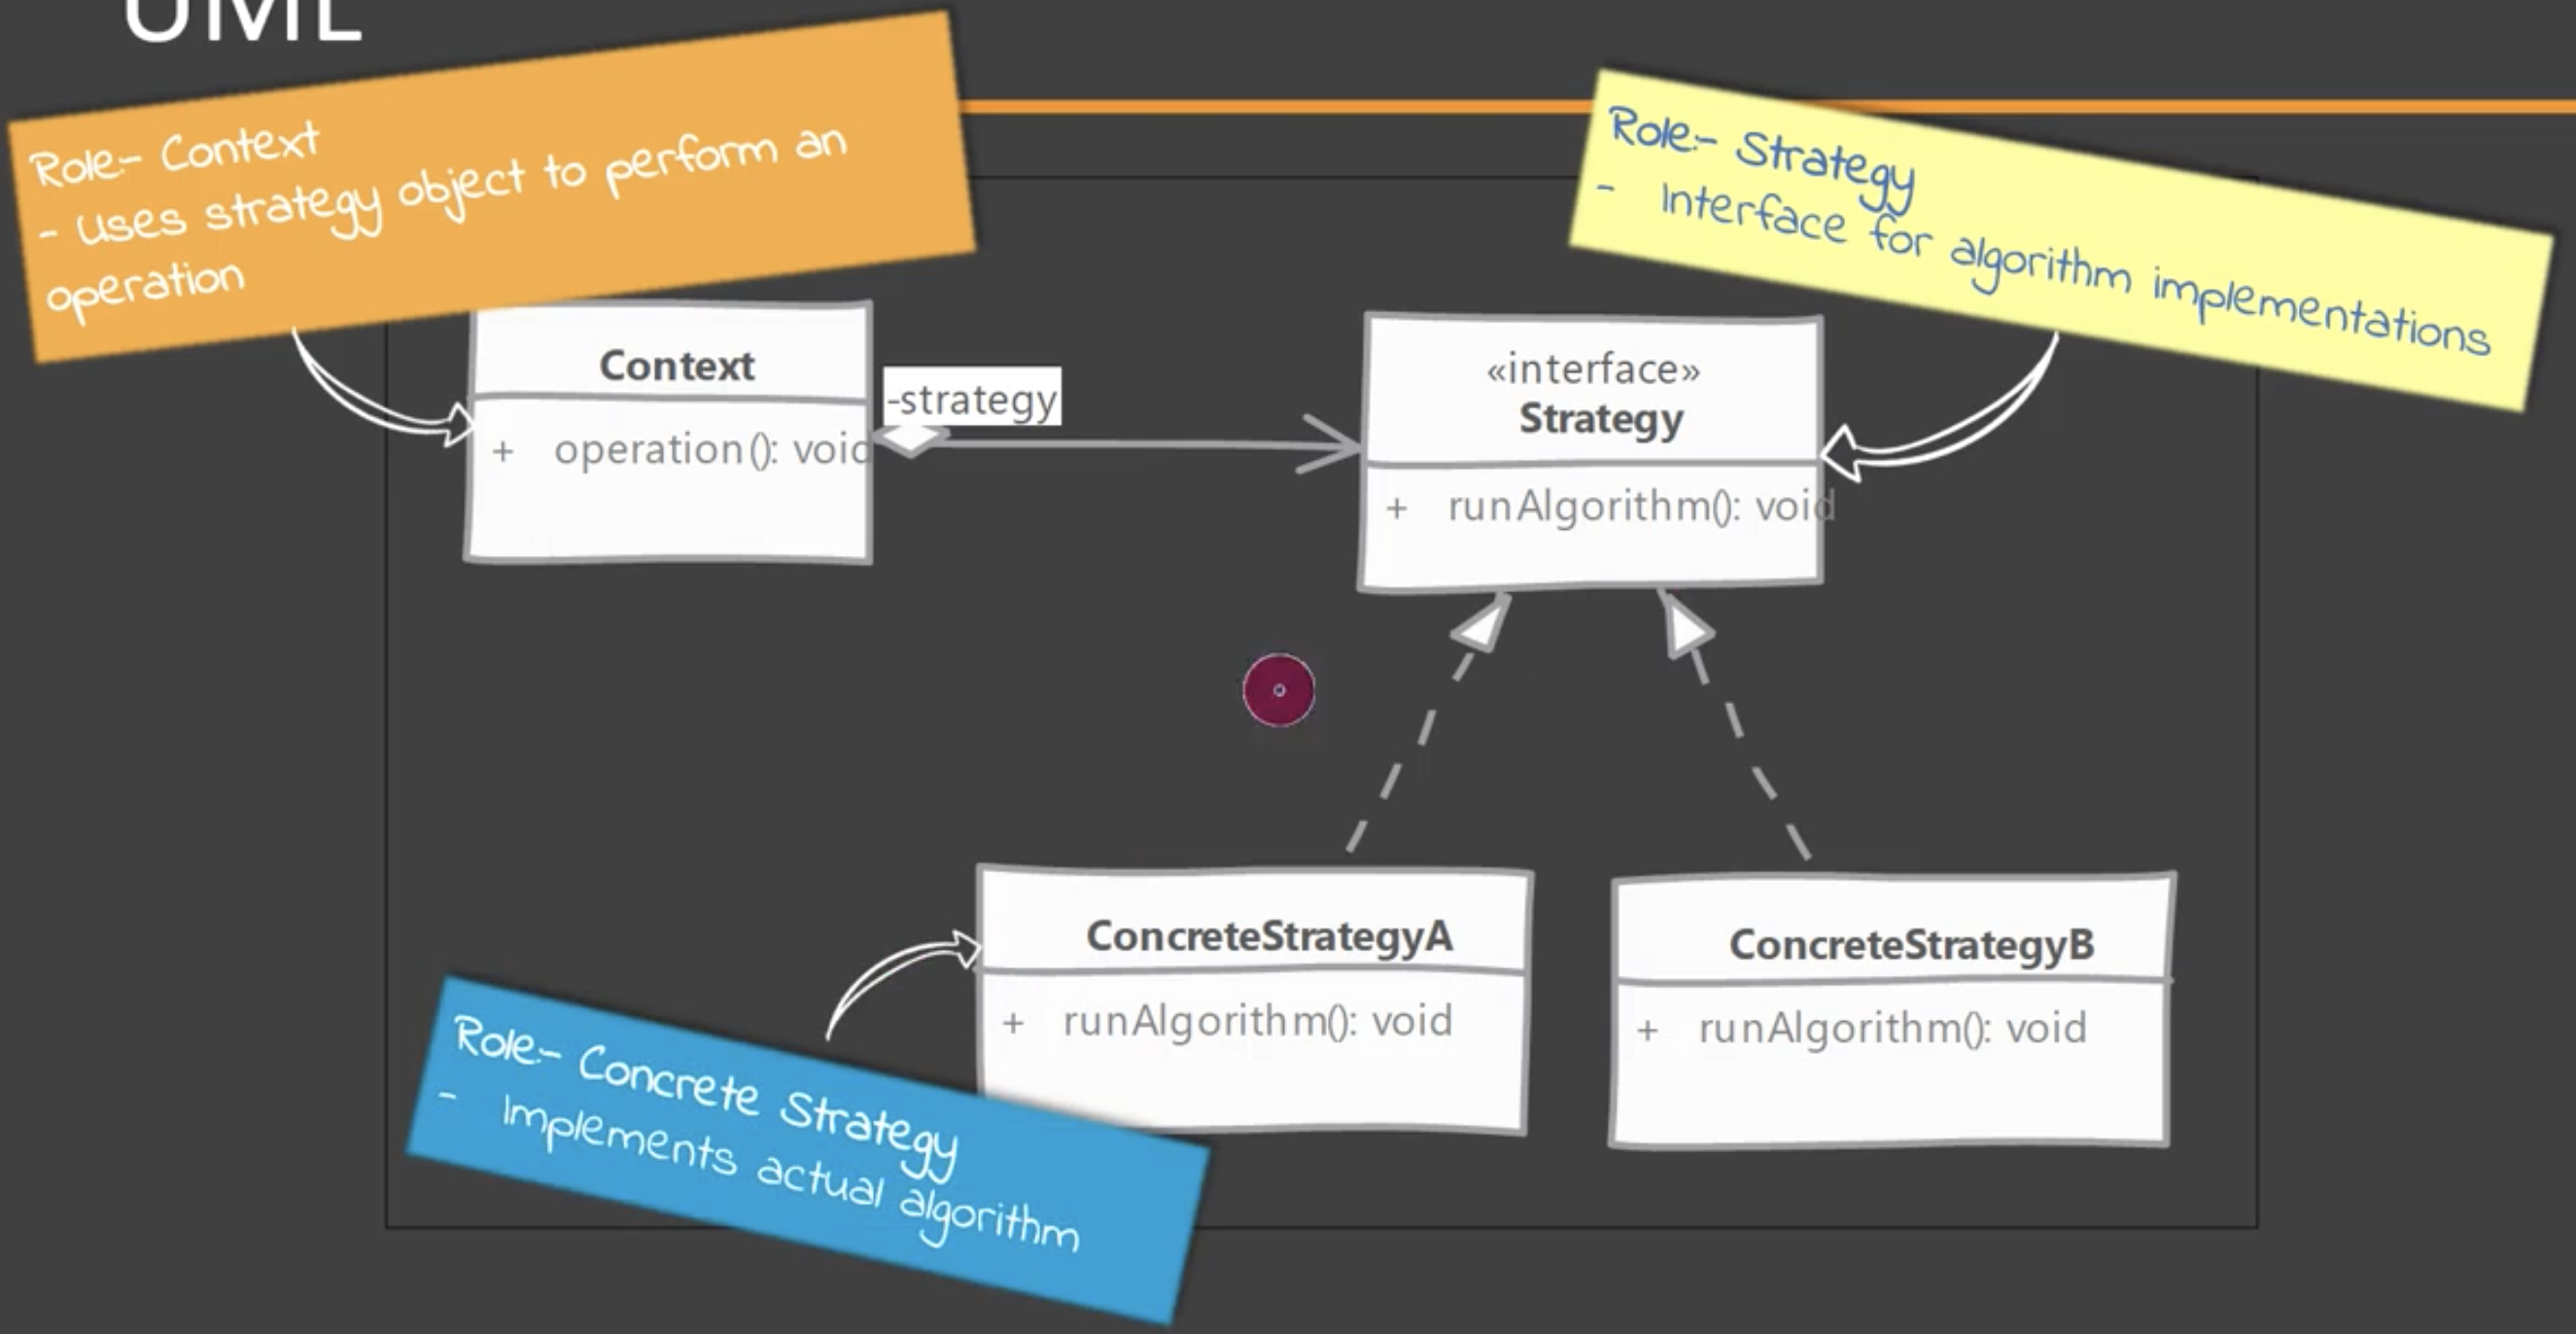 UML
Role:- Context
- Uses strategy object to perform an
operation
Role:- Strategy
- Interface for algorithm implementations
Context
+ operation(): void
-strategy
«interface»
Strategy
+ runAlgorithm(): void
ConcreteStrategyA
+ runAlgorithm(): void
ConcreteStrategyB
+ runAlgorithm(): void
Role:- Concrete Strategy
- Implements actual algorithm